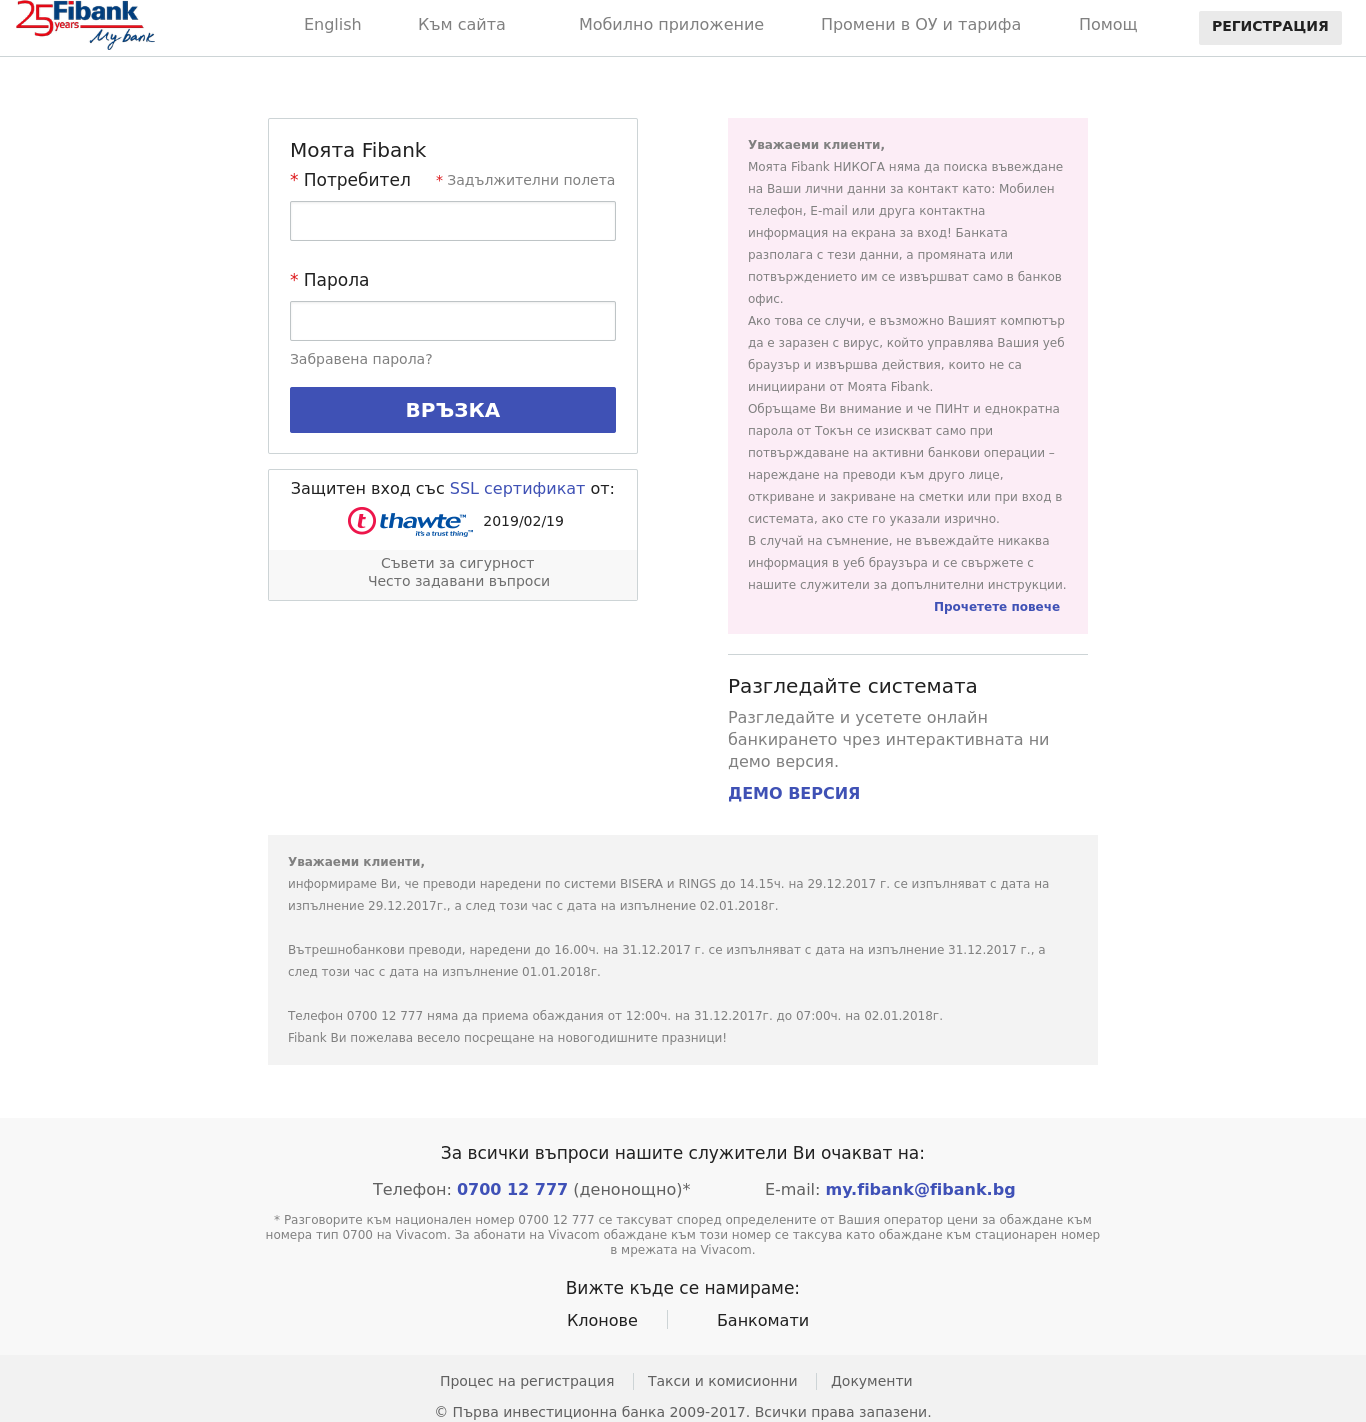 25 Fibank
years
My bank
English Към сайта Мобилно приложение Промени в ОУ и тарифа Помощ РЕГИСТРАЦИЯ
Моята Fibank
* Потребител * Задължителни полета
* Парола
Забравена парола?
ВРЪЗКА
Защитен вход със SSL сертификат от:
thawte™ 2019/02/19
it's a trust thing™
Съвети за сигурност
Често задавани въпроси
Уважаеми клиенти,
Моята Fibank НИКОГА няма да поиска въвеждане
на Ваши лични данни за контакт като: Мобилен
телефон, E-mail или друга контактна
информация на екрана за вход! Банката
разполага с тези данни, а промяната или
потвърждението им се извършват само в банков
офис.
Ако това се случи, е възможно Вашият компютър
да е заразен с вирус, който управлява Вашия уеб
браузър и извършва действия, които не са
инициирани от Моята Fibank.
Обръщаме Ви внимание и че ПИНт и еднократна
парола от Токън се изискват само при
потвърждаване на активни банкови операции –
нареждане на преводи към друго лице,
откриване и закриване на сметки или при вход в
системата, ако сте го указали изрично.
В случай на съмнение, не въвеждайте никаква
информация в уеб браузъра и се свържете с
нашите служители за допълнителни инструкции.
Прочетете повече
Разгледайте системата
Разгледайте и усетете онлайн
банкирането чрез интерактивната ни
демо версия.
ДЕМО ВЕРСИЯ
Уважаеми клиенти,
информираме Ви, че преводи наредени по системи BISERA и RINGS до 14.15ч. на 29.12.2017 г. се изпълняват с дата на
изпълнение 29.12.2017г., а след този час с дата на изпълнение 02.01.2018г.
Вътрешнобанкови преводи, наредени до 16.00ч. на 31.12.2017 г. се изпълняват с дата на изпълнение 31.12.2017 г., а
след този час с дата на изпълнение 01.01.2018г.
Телефон 0700 12 777 няма да приема обаждания от 12:00ч. на 31.12.2017г. до 07:00ч. на 02.01.2018г.
Fibank Ви пожелава весело посрещане на новогодишните празници!
За всички въпроси нашите служители Ви очакват на:
Телефон: 0700 12 777 (денонощно)* E-mail: my.fibank@fibank.bg
* Разговорите към национален номер 0700 12 777 се таксуват според определените от Вашия оператор цени за обаждане към
номера тип 0700 на Vivacom. За абонати на Vivacom обаждане към този номер се таксува като обаждане към стационарен номер
в мрежата на Vivacom.
Вижте къде се намираме:
Клонове Банкомати
Процес на регистрация Такси и комисионни Документи
© Първа инвестиционна банка 2009-2017. Всички права запазени.